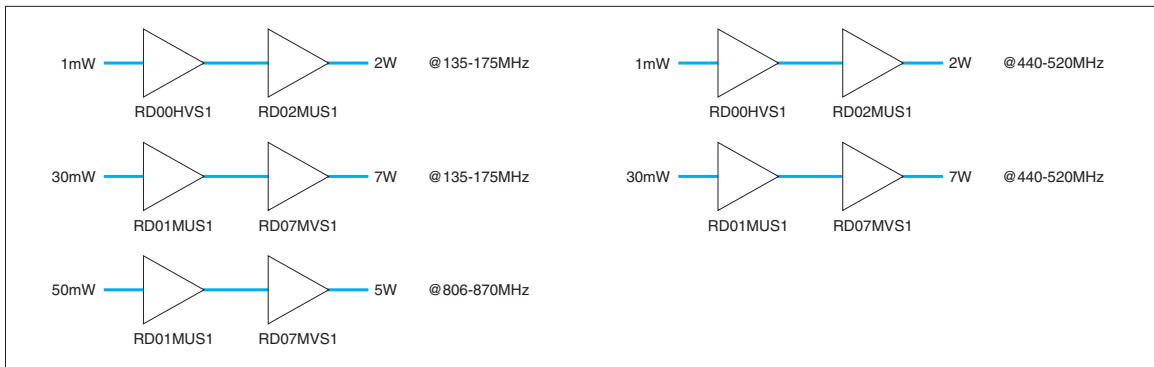 1mW 2W @135-175MHz
RD00HVS1 RD02MUS1
30mW 7W @135-175MHz
RD01MUS1 RD07MVS1
50mW 5W @806-870MHz
RD01MUS1 RD07MVS1
1mW 2W @440-520MHz
RD00HVS1 RD02MUS1
30mW 7W @440-520MHz
RD01MUS1 RD07MVS1